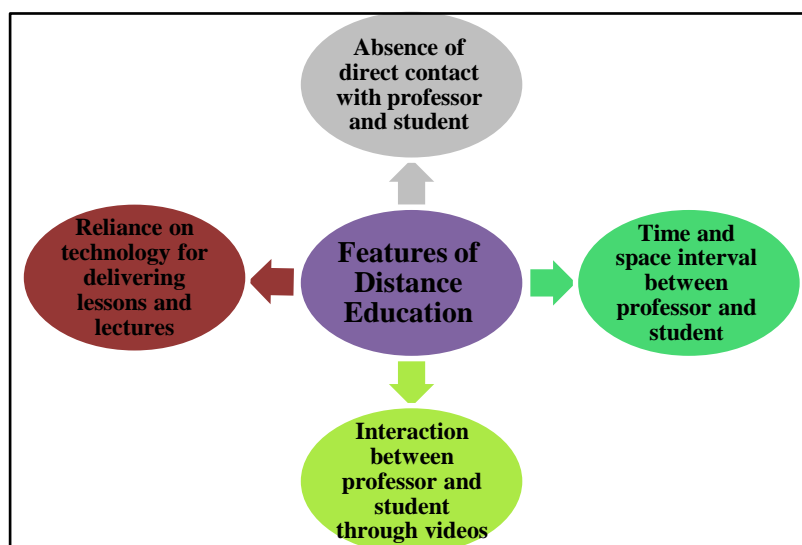 Absence of
direct contact
with professor
and student
Reliance on
technology for
delivering
lessons and
lectures
Features of
Distance
Education
Time and
space interval
between
professor and
student
Interaction
between
professor and
student
through videos